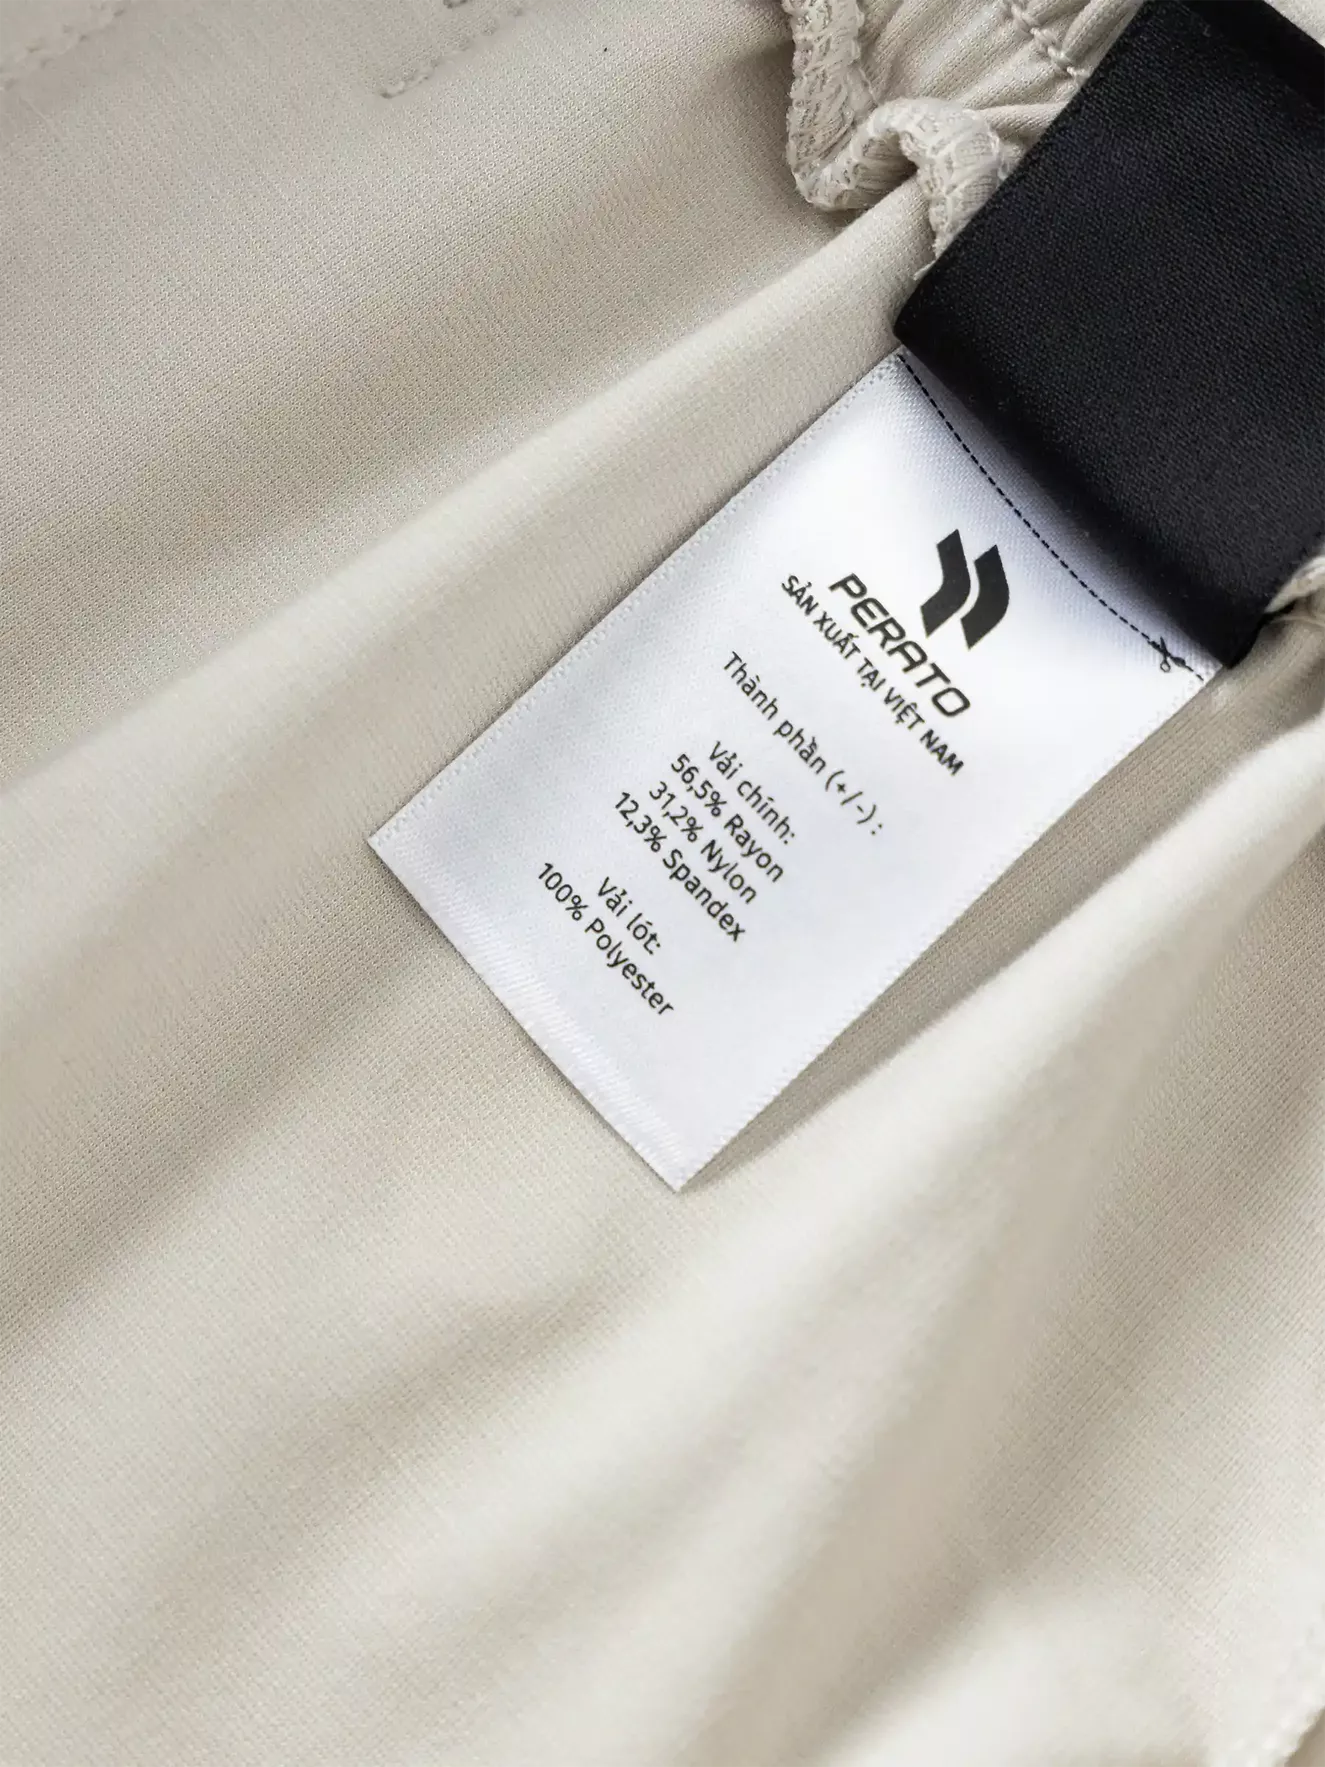 PERATO
SẢN XUẤT TẠI VIỆT NAM
Thành phần (+/-) :
Vải chính:
56,5% Rayon
31,2% Nylon
12,3% Spandex
Vải lót:
100% Polyester